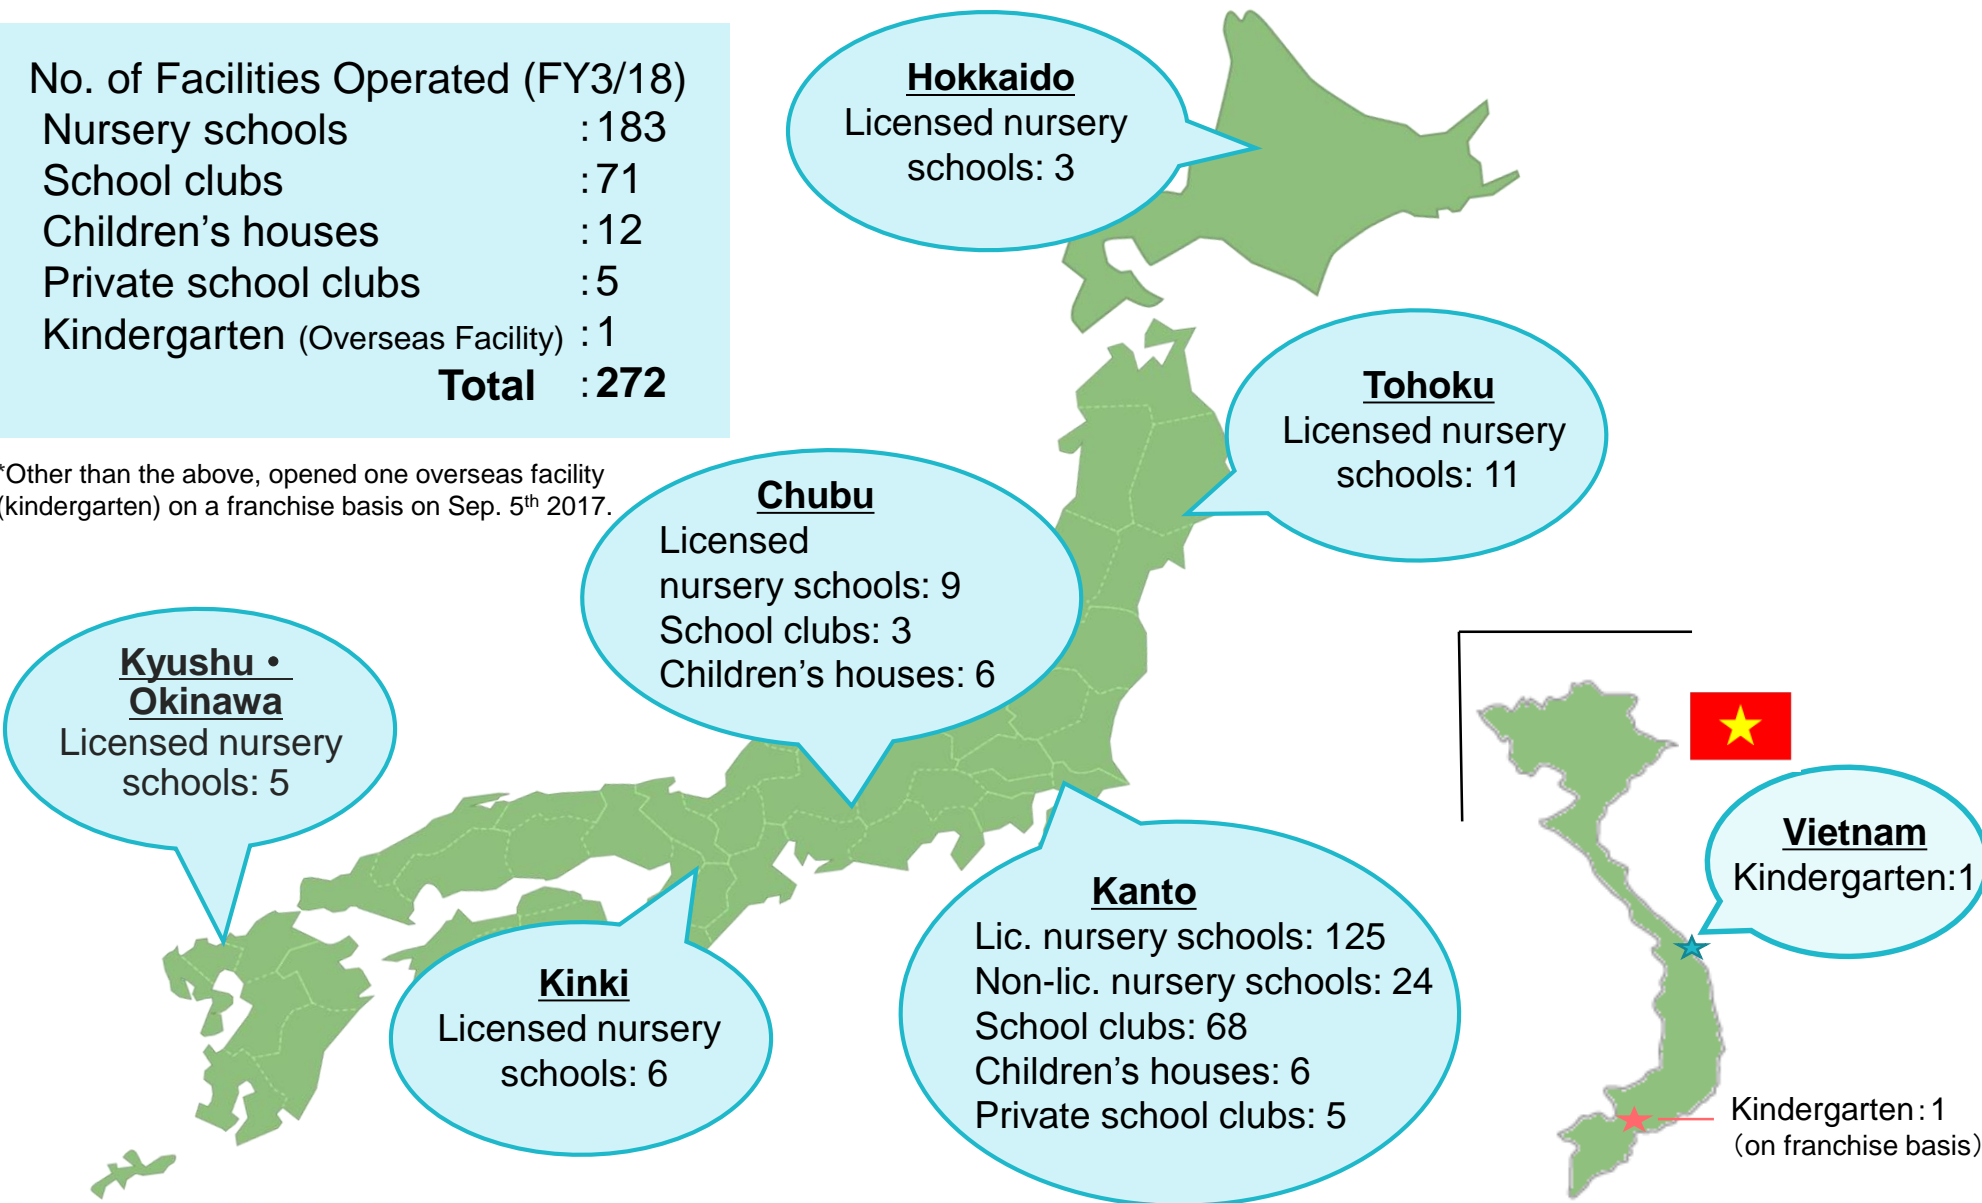 No. of Facilities Operated (FY3/18)
Nursery schools :183
School clubs :71
Children’s houses :12
Private school clubs :5
Kindergarten (Overseas Facility) :1
Total :272
*Other than the above, opened one overseas facility
(kindergarten) on a franchise basis on Sep. 5th 2017.
Hokkaido
Licensed nursery
schools: 3
Tohoku
Licensed nursery
schools: 11
Chubu
Licensed
nursery schools: 9
School clubs: 3
Children’s houses: 6
Kyushu・
Okinawa
Licensed nursery
schools: 5
Kinki
Licensed nursery
schools: 6
Kanto
Lic. nursery schools: 125
Non-lic. nursery schools: 24
School clubs: 68
Children’s houses: 6
Private school clubs: 5
Vietnam
Kindergarten:1
Kindergarten:1
(on franchise basis)